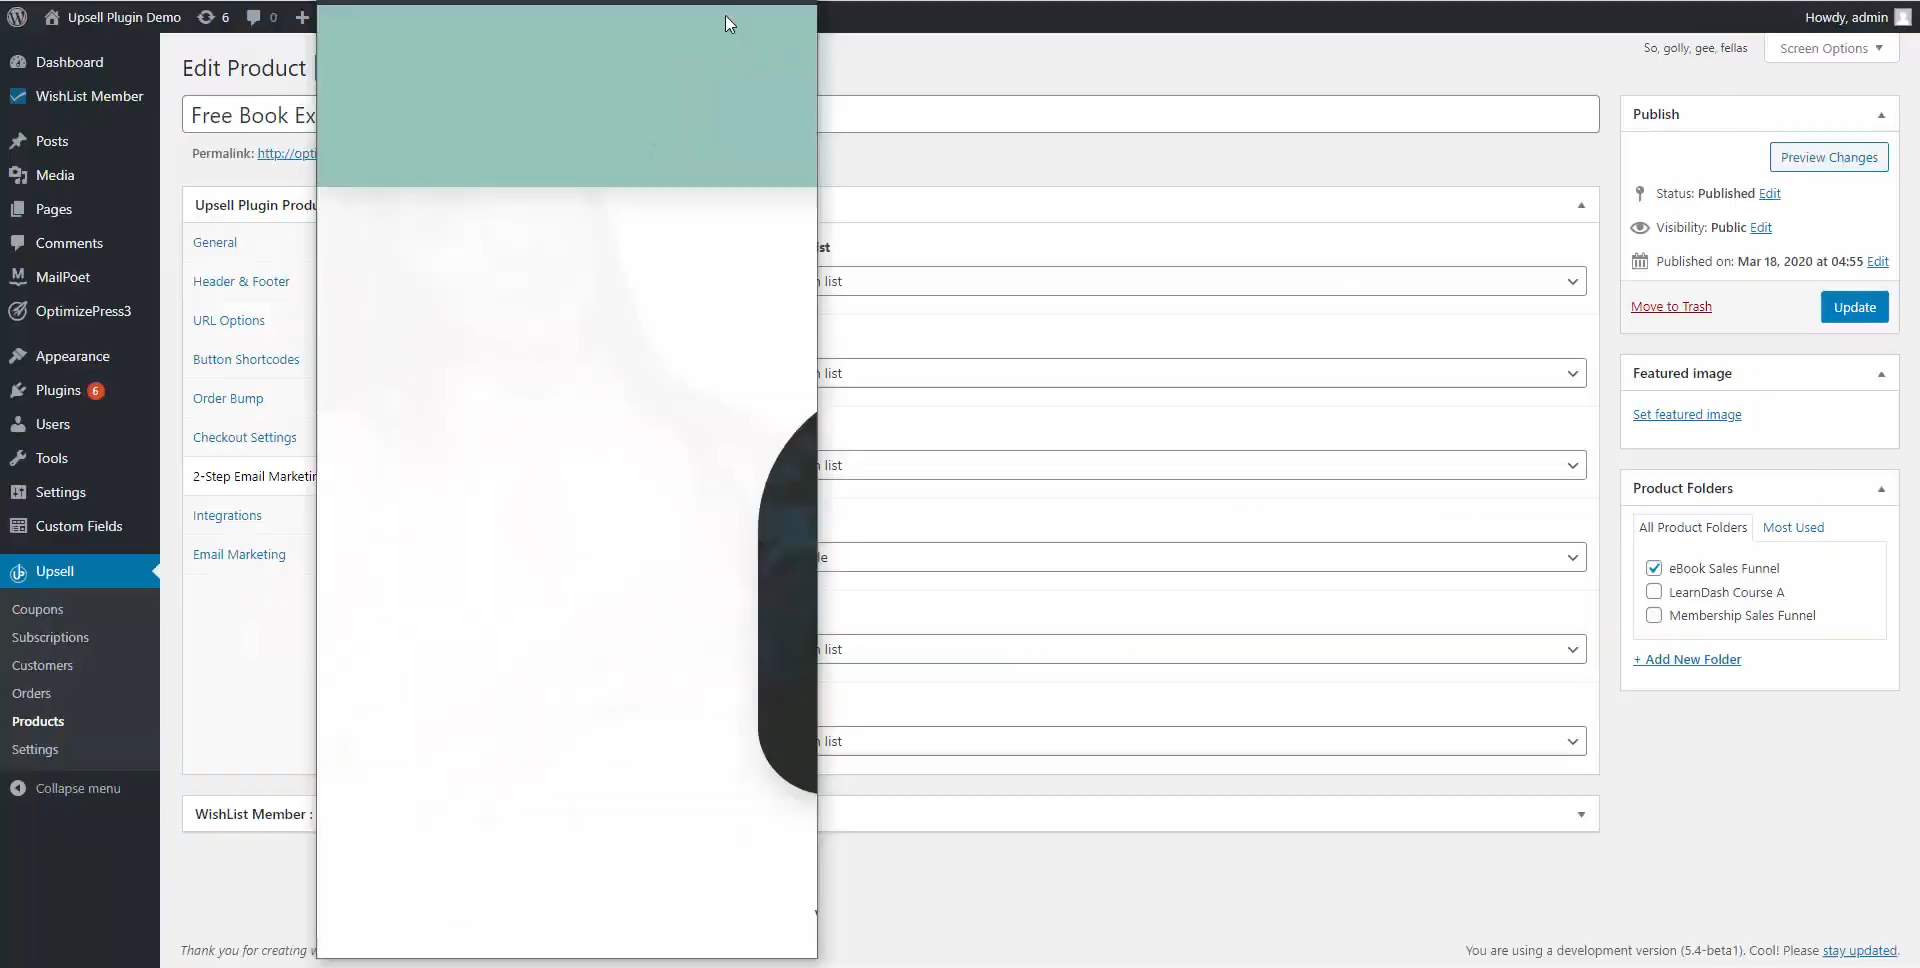 Upsell Plugin Demo
6
0
Howdy, admin
So, golly, gee, fellas
Screen Options
Dashboard
WishList Member
Posts
Media
Pages
Comments
MailPoet
OptimizePress3
Appearance
Plugins 6
Users
Tools
Settings
Custom Fields
Upsell
Coupons
Subscriptions
Customers
Orders
Products
Settings
Collapse menu
Edit Product
Free Book Ex
Permalink: http://opti
Upsell Plugin Produ
General
Header & Footer
URL Options
Button Shortcodes
Order Bump
Checkout Settings
2-Step Email Marketin
Integrations
Email Marketing
list
list
list
list
list
WishList Member :
Publish
Preview Changes
Status: Published Edit
Visibility: Public Edit
Published on: Mar 18, 2020 at 04:55 Edit
Move to Trash
Update
Featured image
Set featured image
Product Folders
All Product Folders
Most Used
eBook Sales Funnel
LearnDash Course A
Membership Sales Funnel
+ Add New Folder
Thank you for creating
You are using a development version (5.4-beta1). Cool! Please stay updated.